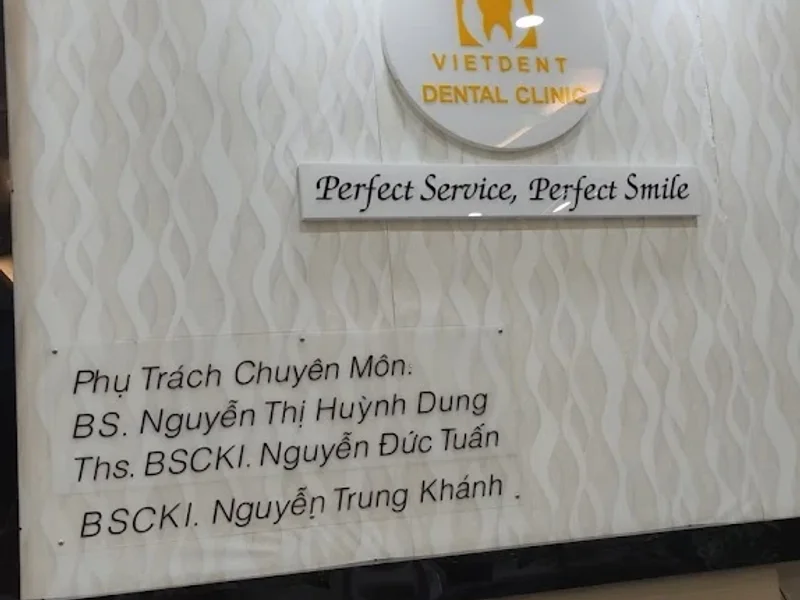 VIETDENT
DENTAL CLINIC
Perfect Service, Perfect Smile
Phụ Trách Chuyên Môn.
BS. Nguyễn Thị Huỳnh Dung
Ths. BSCKI. Nguyễn Đức Tuấn
BSCKI. Nguyễn Trung Khánh.